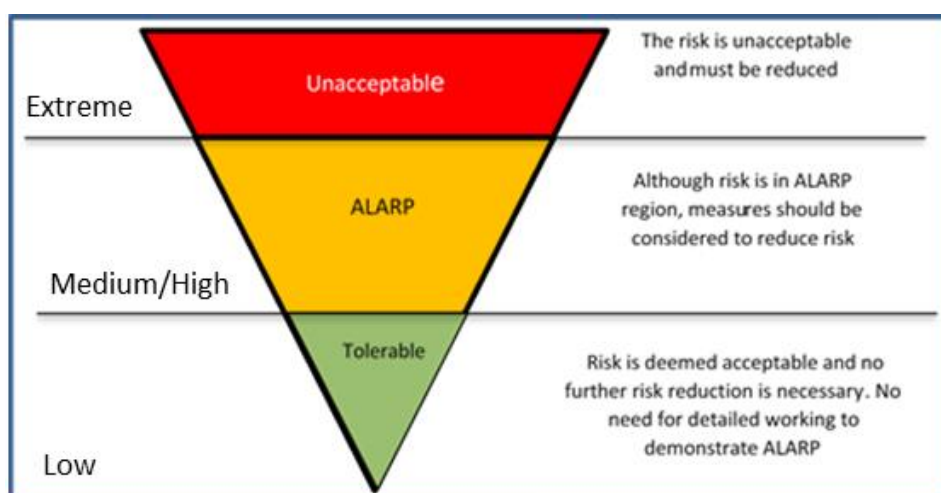 The risk is unacceptable
and must be reduced
Unacceptable
Extreme
Although risk is in ALARP
region, measures should be
considered to reduce risk
ALARP
Medium/High
Tolerable
Risk is deemed acceptable and no
further risk reduction is necessary. No
need for detailed working to
demonstrate ALARP
Low